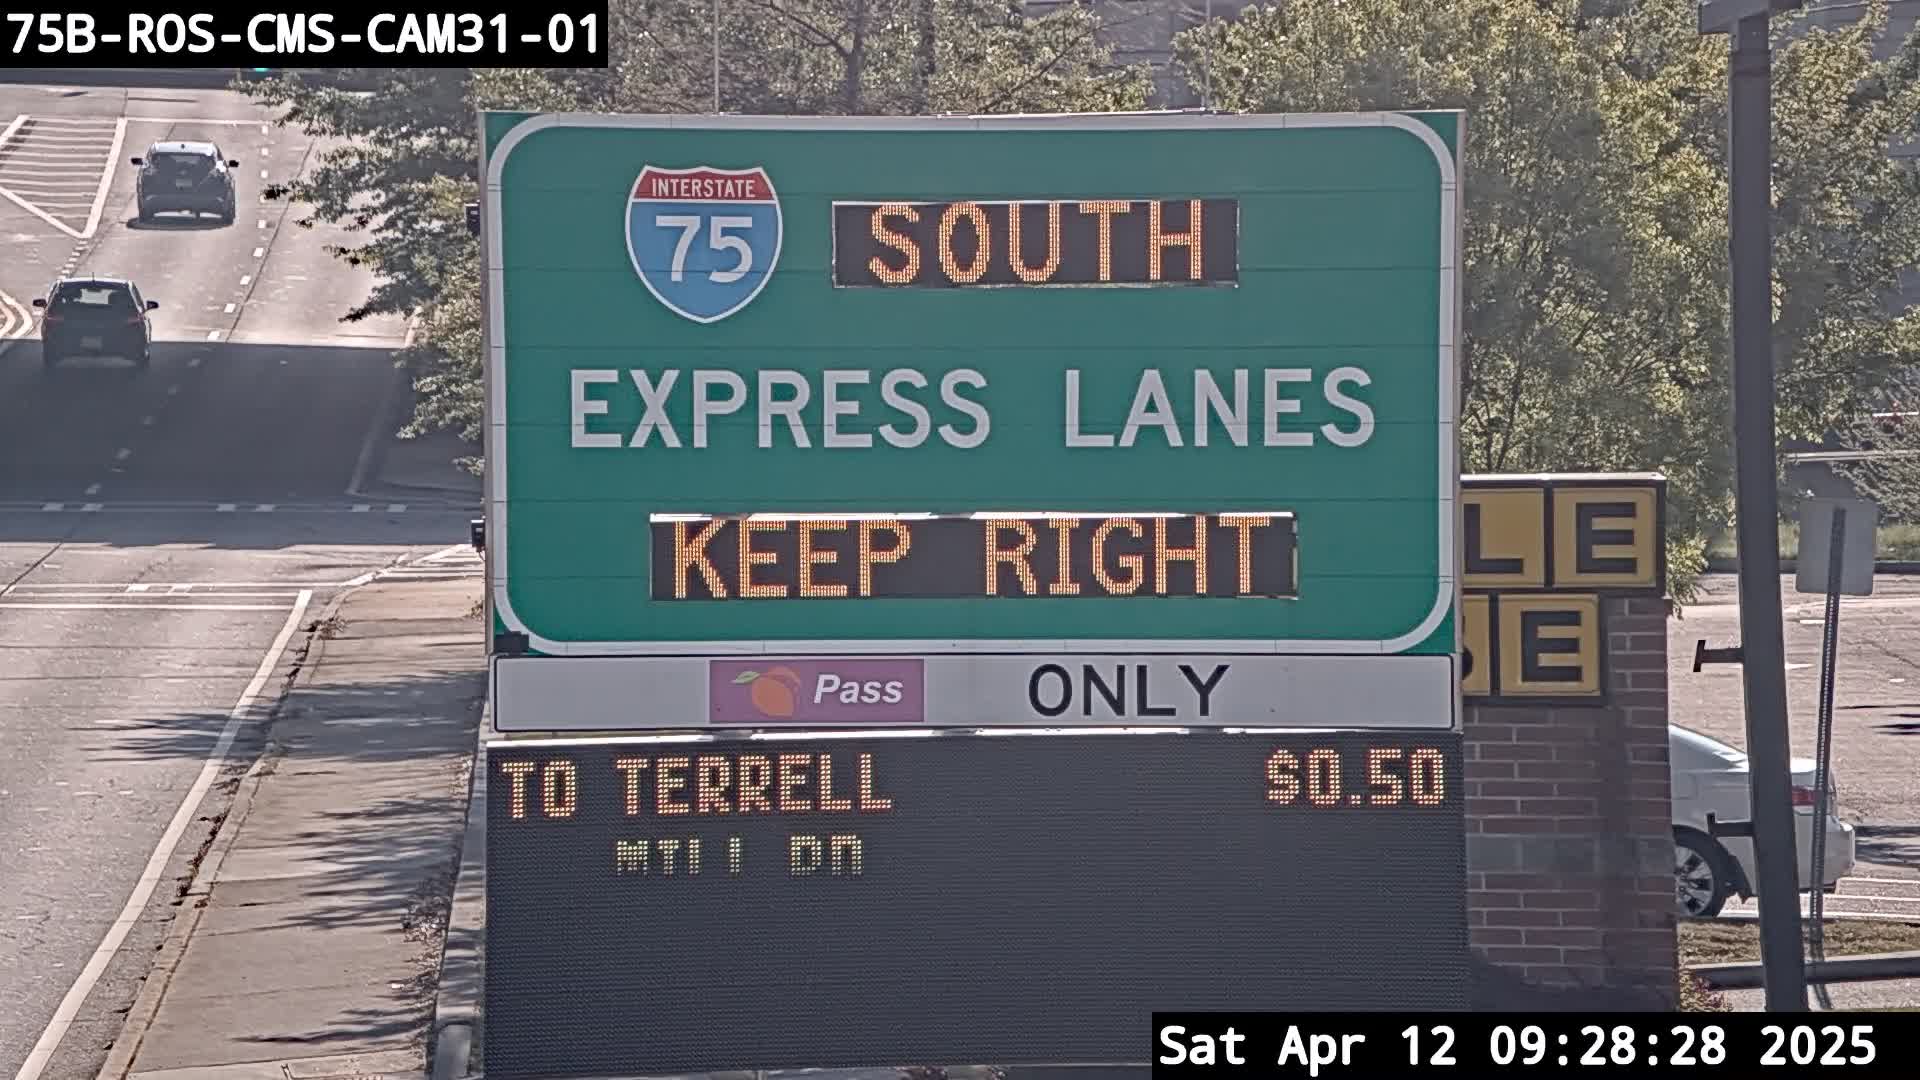 75B-ROS-CMS-CAM31-01
INTERSTATE
75
SOUTH
EXPRESS LANES
KEEP RIGHT
Pass ONLY
TO TERRELL $0.50
LE
E
Sat Apr 12 09:28:28 2025